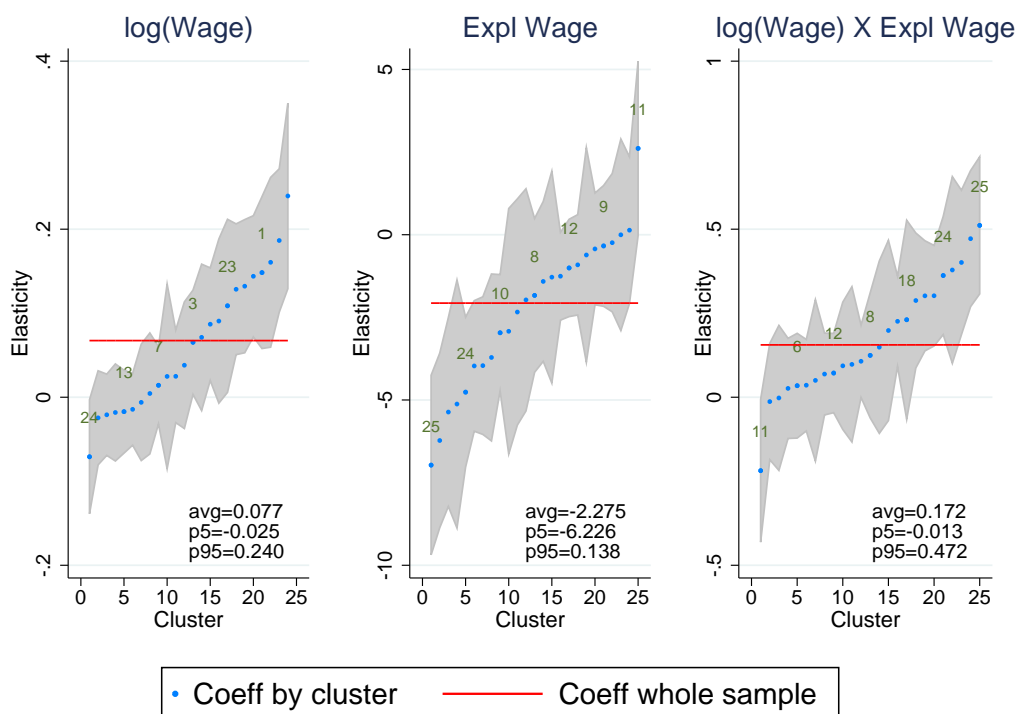 log(Wage)
Expl Wage
log(Wage) X Expl Wage
Elasticity
.4
.2
0
-.2
24
13
7
3
23
1
avg=0.077
p5=-0.025
p95=0.240
0 5 10 15 20 25
Cluster
Elasticity
5
0
-5
-10
25
24
10
8
12
9
11
avg=-2.275
p5=-6.226
p95=0.138
0 5 10 15 20 25
Cluster
Elasticity
1
.5
0
-.5
11
6
12
8
18
24
25
avg=0.172
p5=-0.013
p95=0.472
0 5 10 15 20 25
Cluster
Coeff by cluster
Coeff whole sample